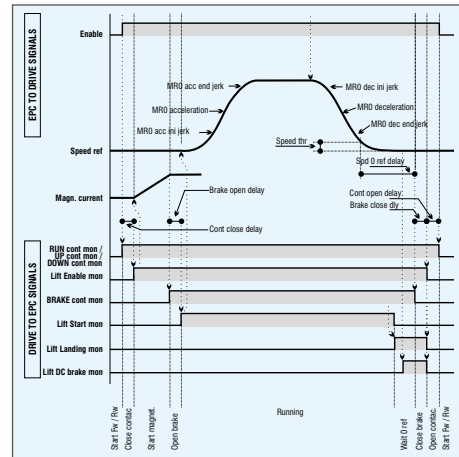 EPC TO DRIVE SIGNALS
Enable
MR0 acc end jerk
MR0 dec ini jerk
MR0 acceleration
MR0 deceleration
MR0 acc ini jerk
MR0 dec end jerk
Speed thr
Speed ref
Spd 0 ref delay
Brake open delay
Cont open delay
Magn. current
Brake close dly
Cont close delay
DRIVE TO EPC SIGNALS
RUN cont mon /
UP cont mon /
DOWN cont mon
Lift Enable mon
BRAKE cont mon
Lift Start mon
Lift Landing mon
Lift DC brake mon
Start Fw / Rw
Close contac.
Start magnet.
Open brake
Running
Wait 0 ref
Close brake
Open contac.
Start Fw / Rw